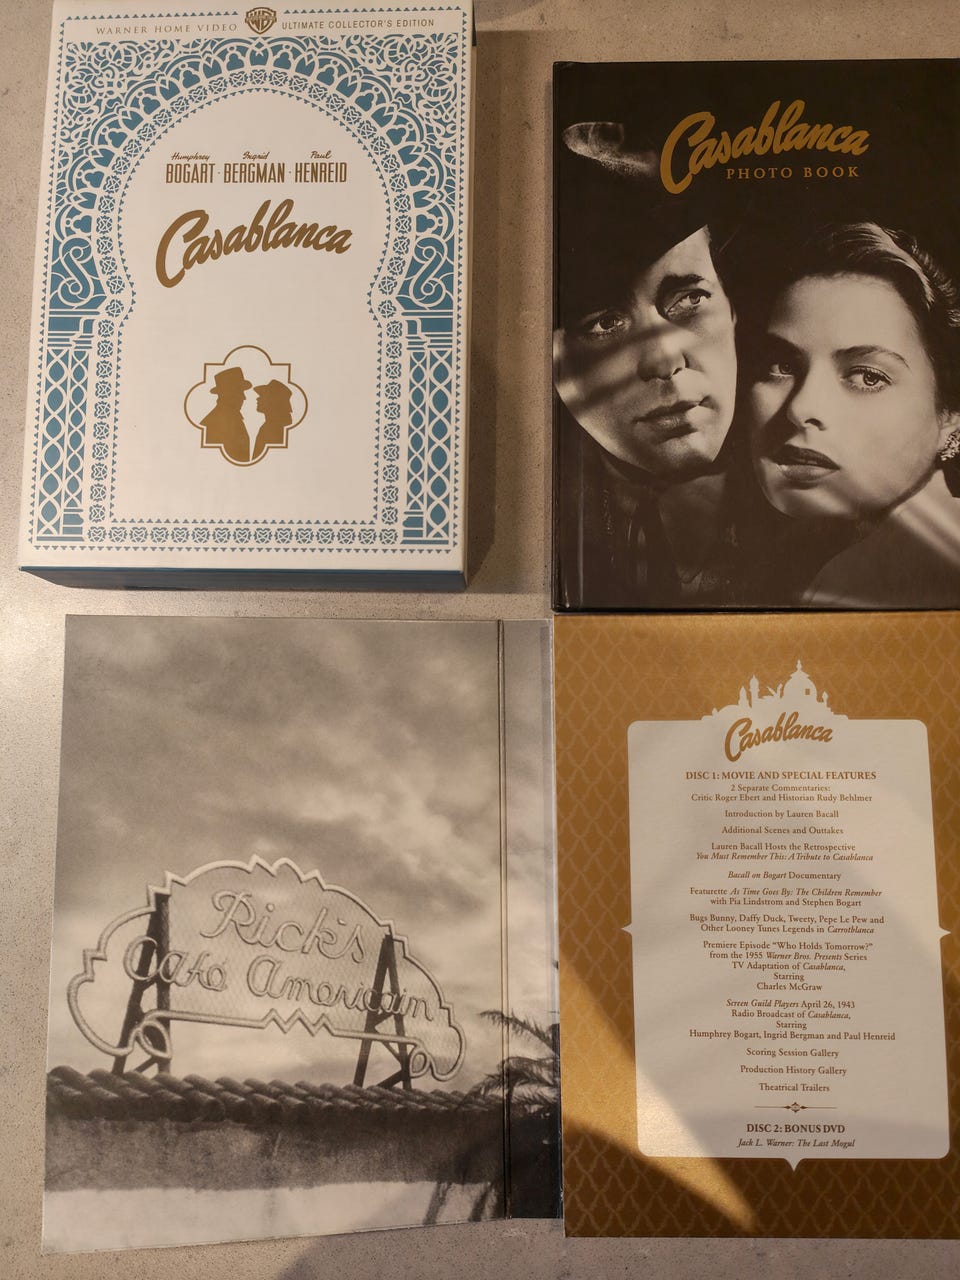 WARNER HOME VIDEO WB ULTIMATE COLLECTOR'S EDITION
Humphrey Ingrid Paul
BOGART · BERGMAN · HENREID
Casablanca
Casablanca
PHOTO BOOK
Rick's
Café Americain
Casablanca
DISC 1: MOVIE AND SPECIAL FEATURES
2 Separate Commentaries:
Critic Roger Ebert and Historian Rudy Behlmer
Introduction by Lauren Bacall
Additional Scenes and Outtakes
Lauren Bacall Hosts the Retrospective
You Must Remember This: A Tribute to Casablanca
Bacall on Bogart Documentary
Featurette As Time Goes By: The Children Remember
with Pia Lindstrom and Stephen Bogart
Bugs Bunny, Daffy Duck, Tweety, Pepe Le Pew and
Other Looney Tunes Legends in Carrotblanca
Premiere Episode "Who Holds Tomorrow?"
from the 1955 Warner Bros. Presents Series
TV Adaptation of Casablanca,
Starring
Charles McGraw
Screen Guild Players April 26, 1943
Radio Broadcast of Casablanca,
Starring
Humphrey Bogart, Ingrid Bergman and Paul Henreid
Scoring Session Gallery
Production History Gallery
Theatrical Trailers
DISC 2: BONUS DVD
Jack L. Warner: The Last Mogul